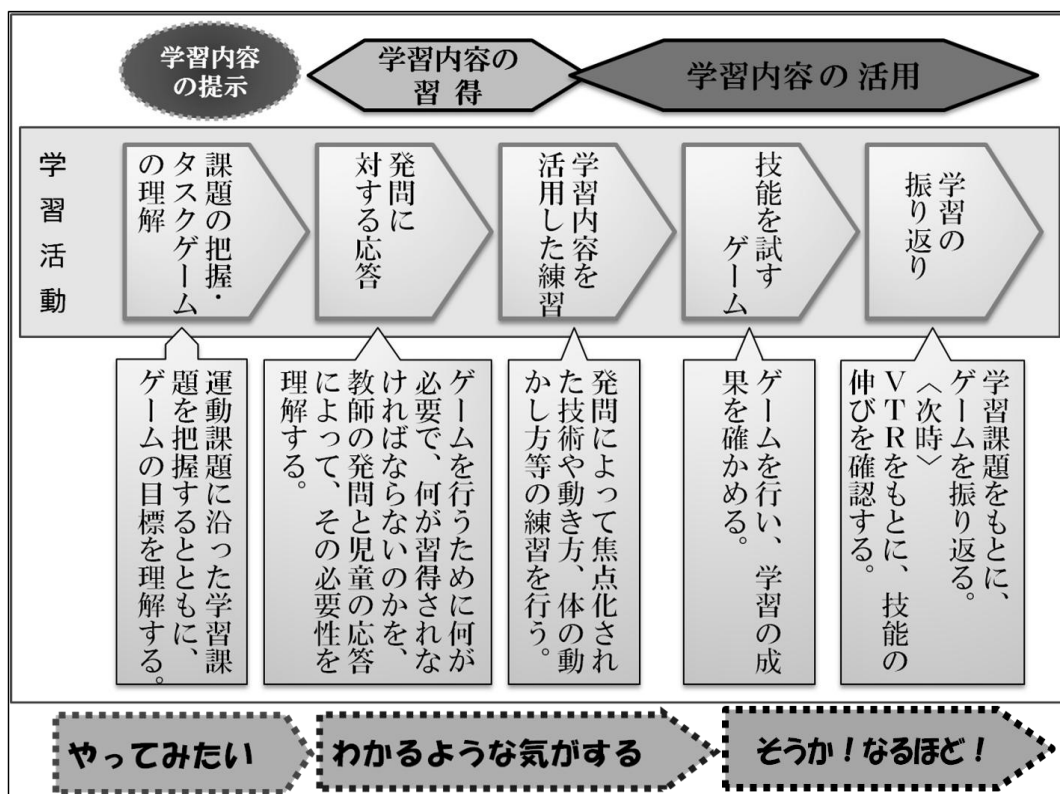 学習内容
の提示
学習内容の
習 得
学習内容の活用
学習活動
課題の把握・
タスクゲーム
の理解
発問に
対する応答
学習内容を
活用した練習
技能を試す
ゲーム
学習の
振り返り
運動課題に沿った学習課
題を把握するとともに、
ゲームの目標を理解する。
ゲームを行うために何が
必要で、何が習得されな
ければならないのかを、
教師の発問と児童の応答
によって、その必要性を
理解する。
発問によって焦点化され
た技術や動き方、体の動
かし方等の練習を行う。
ゲームを行い、学習の成
果を確かめる。
学習課題をもとに、
ゲームを振り返る。
〈次時〉
VTRをもとに、技能の
伸びを確認する。
やってみたい
わかるような気がする
そうか!なるほど!